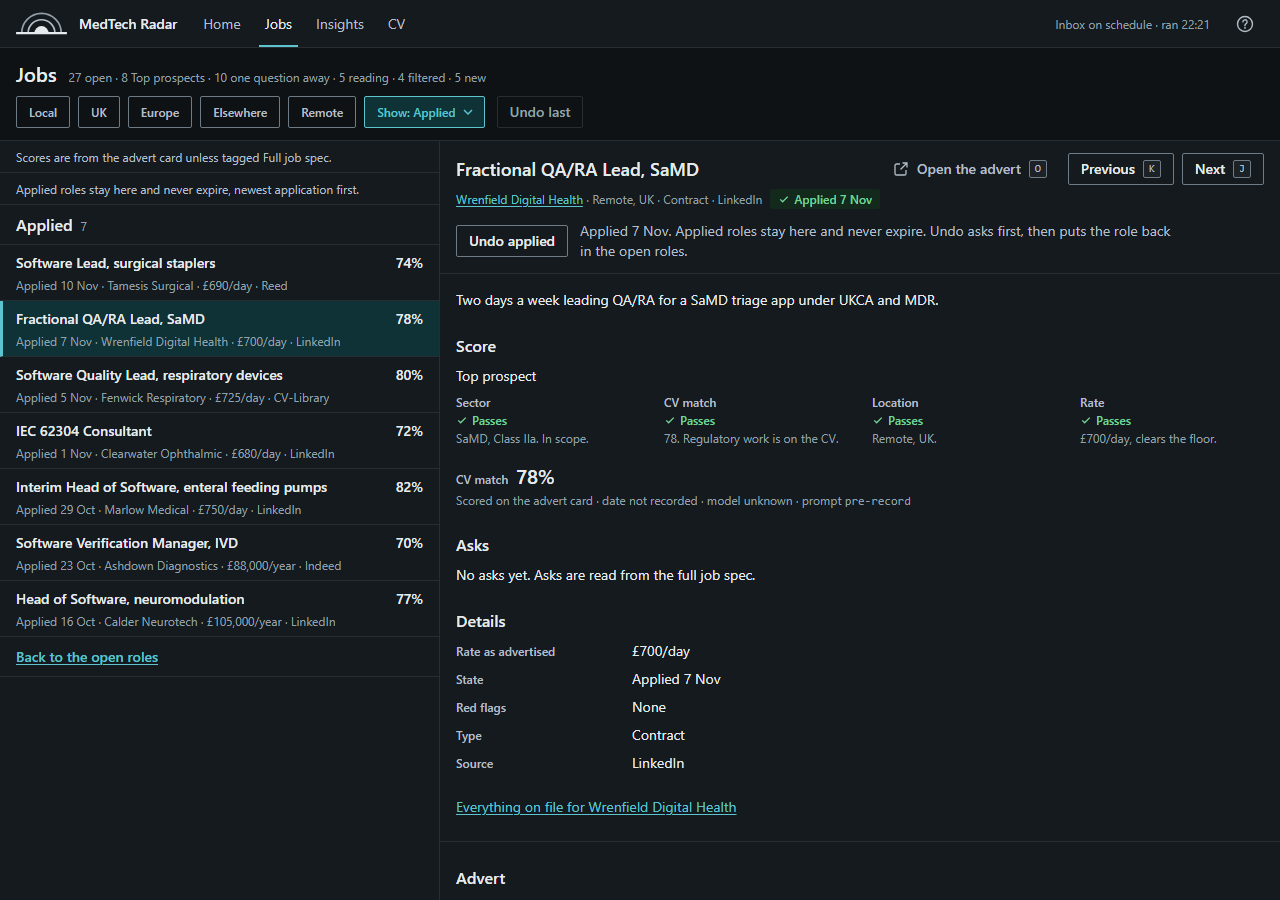 MedTech Radar Home Jobs Insights CV Inbox on schedule · ran 22:21
Jobs 27 open · 8 Top prospects · 10 one question away · 5 reading · 4 filtered · 5 new
Local UK Europe Elsewhere Remote Show: Applied Undo last
Scores are from the advert card unless tagged Full job spec.
Applied roles stay here and never expire, newest application first.
Applied 7
Software Lead, surgical staplers 74%
Applied 10 Nov · Tamesis Surgical · £690/day · Reed
Fractional QA/RA Lead, SaMD 78%
Applied 7 Nov · Wrenfield Digital Health · £700/day · LinkedIn
Software Quality Lead, respiratory devices 80%
Applied 5 Nov · Fenwick Respiratory · £725/day · CV-Library
IEC 62304 Consultant 72%
Applied 1 Nov · Clearwater Ophthalmic · £680/day · LinkedIn
Interim Head of Software, enteral feeding pumps 82%
Applied 29 Oct · Marlow Medical · £750/day · LinkedIn
Software Verification Manager, IVD 70%
Applied 23 Oct · Ashdown Diagnostics · £88,000/year · Indeed
Head of Software, neuromodulation 77%
Applied 16 Oct · Calder Neurotech · £105,000/year · LinkedIn
Back to the open roles
Fractional QA/RA Lead, SaMD Open the advert O Previous K Next J
Wrenfield Digital Health · Remote, UK · Contract · LinkedIn ✓ Applied 7 Nov
Undo applied
Applied 7 Nov. Applied roles stay here and never expire. Undo asks first, then puts the role back
in the open roles.
Two days a week leading QA/RA for a SaMD triage app under UKCA and MDR.
Score
Top prospect
Sector CV match Location Rate
✓ Passes ✓ Passes ✓ Passes ✓ Passes
SaMD, Class IIa. In scope. 78. Regulatory work is on the CV. Remote, UK. £700/day, clears the floor.
CV match 78%
Scored on the advert card · date not recorded · model unknown · prompt pre-record
Asks
No asks yet. Asks are read from the full job spec.
Details
Rate as advertised £700/day
State Applied 7 Nov
Red flags None
Type Contract
Source LinkedIn
Everything on file for Wrenfield Digital Health
Advert